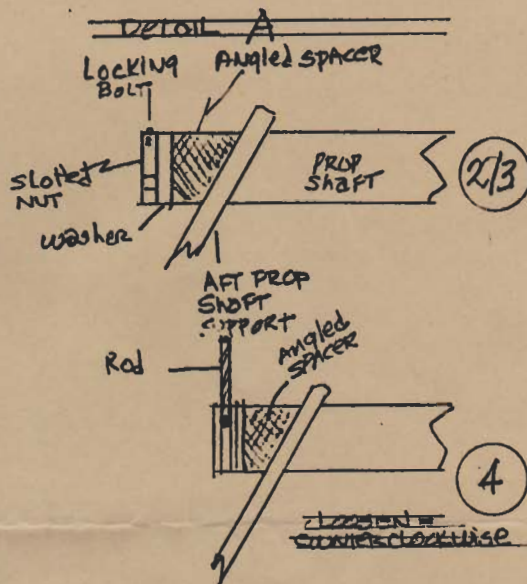 DETAIL A
LOCKING
BOLT
ANgled SPACER
Slotted
NUT
PROP
Shaft
2/3
washer
AFT PROP
SHAFT
SUPPORT
Rod
Angled
SPACER
4
LOOSEN =
COUNTERCLOCKWISE